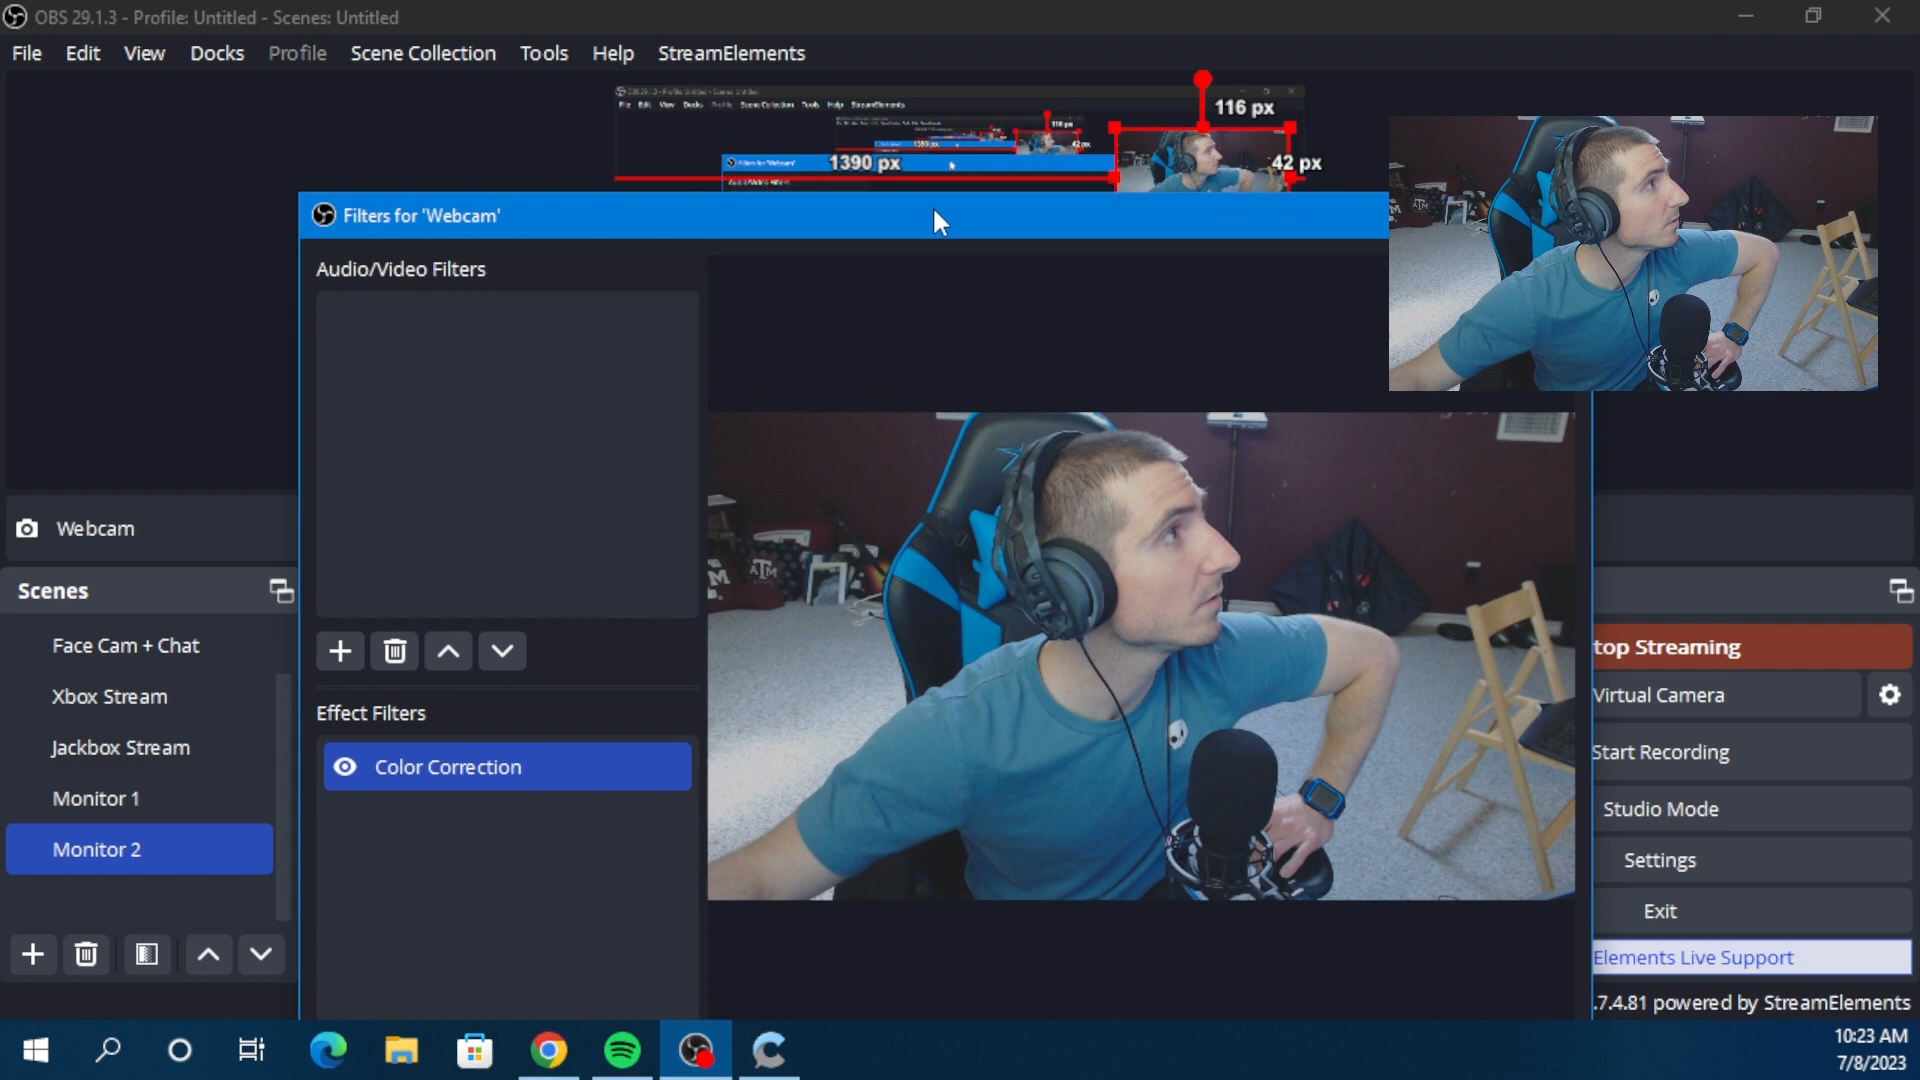 OBS 29.1.3 - Profile: Untitled - Scenes: Untitled
File Edit View Docks Profile Scene Collection Tools Help StreamElements
116 px
1390 px
42 px
Filters for 'Webcam'
Audio/Video Filters
Webcam
Scenes
Face Cam + Chat
Xbox Stream
Jackbox Stream
Monitor 1
Monitor 2
Effect Filters
Color Correction
ATM
top Streaming
Virtual Camera
Start Recording
Studio Mode
Settings
Exit
Elements Live Support
.7.4.81 powered by StreamElements
10:23 AM
7/8/2023